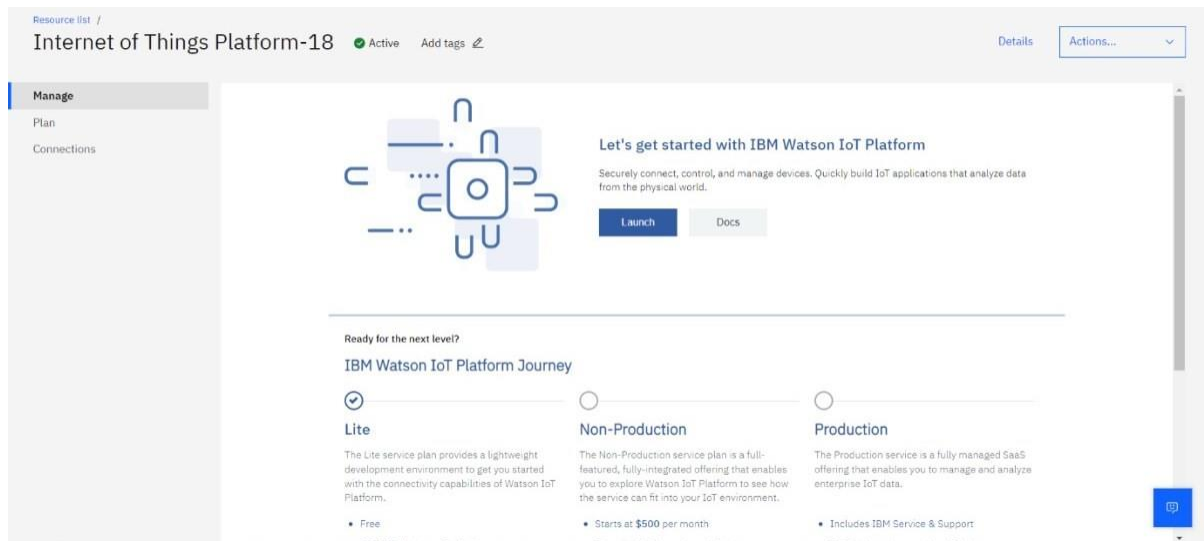 Resource list /
Internet of Things Platform-18
Active
Add tags
Details
Actions...
Manage
Plan
Connections
Let's get started with IBM Watson IoT Platform
Securely connect, control, and manage devices. Quickly build IoT applications that analyze data
from the physical world.
Launch
Docs
Ready for the next level?
IBM Watson IoT Platform Journey
Lite
The Lite service plan provides a lightweight
development environment to get you started
with the connectivity capabilities of Watson IoT
Platform.
• Free
Non-Production
The Non-Production service plan is a full-
featured, fully-integrated offering that enables
you to explore Watson IoT Platform to see how
the service can fit into your IoT environment.
• Starts at $500 per month
Production
The Production service is a fully managed SaaS
offering that enables you to manage and analyze
enterprise IoT data.
• Includes IBM Service & Support